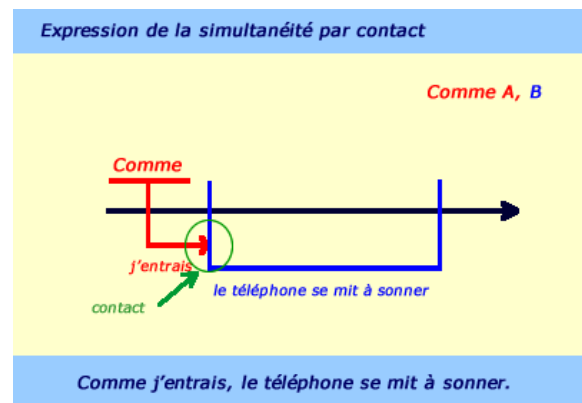 Expression de la simultanéité par contact
Comme A, B
Comme
j'entrais
le téléphone se mit à sonner
contact
Comme j'entrais, le téléphone se mit à sonner.